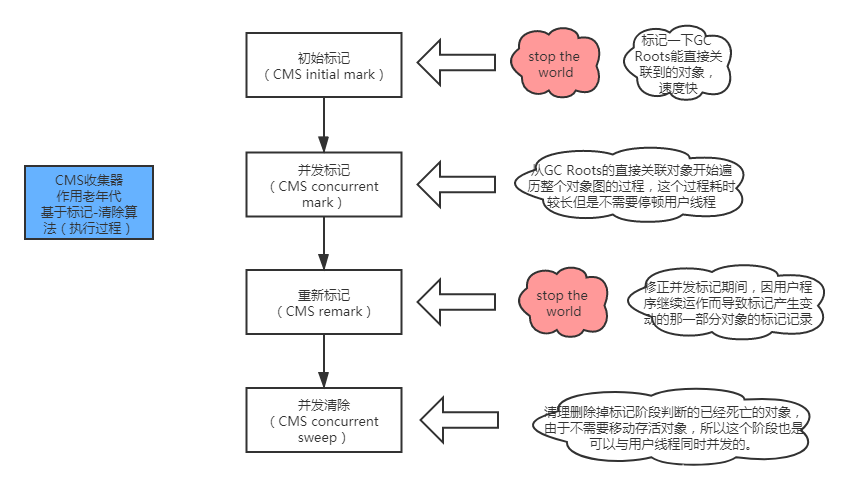 初始标记
（CMS initial mark）
stop the
world
标记一下GC
Roots能直接关
联到的对象，
速度快
并发标记
（CMS concurrent
mark）
从GC Roots的直接关联对象开始遍
历整个对象图的过程，这个过程耗时
较长但是不需要停顿用户线程
CMS收集器
作用老年代
基于标记-清除算
法（执行过程）
重新标记
（CMS remark）
stop the
world
修正并发标记期间，因用户程
序继续运作而导致标记产生变
动的那一部分对象的标记记录
并发清除
（CMS concurrent
sweep）
清理删除掉标记阶段判断的已经死亡的对象，
由于不需要移动存活对象，所以这个阶段也是
可以与用户线程同时并发的。